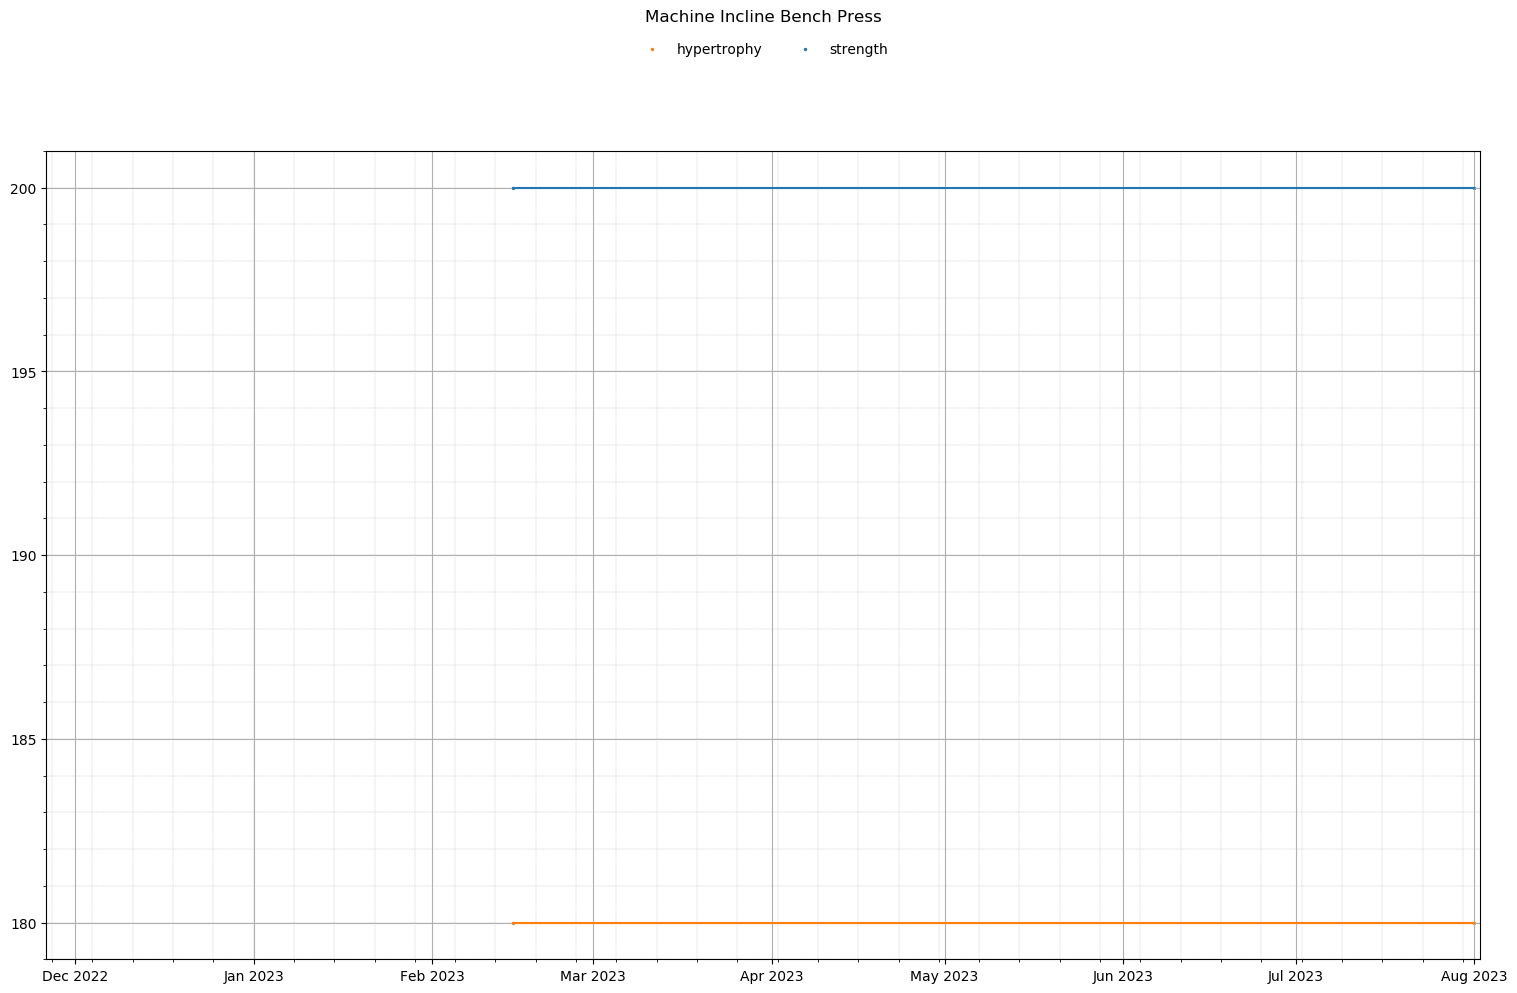 Machine Incline Bench Press
hypertrophy strength
200
195
190
185
180
Dec 2022 Jan 2023 Feb 2023 Mar 2023 Apr 2023 May 2023 Jun 2023 Jul 2023 Aug 2023